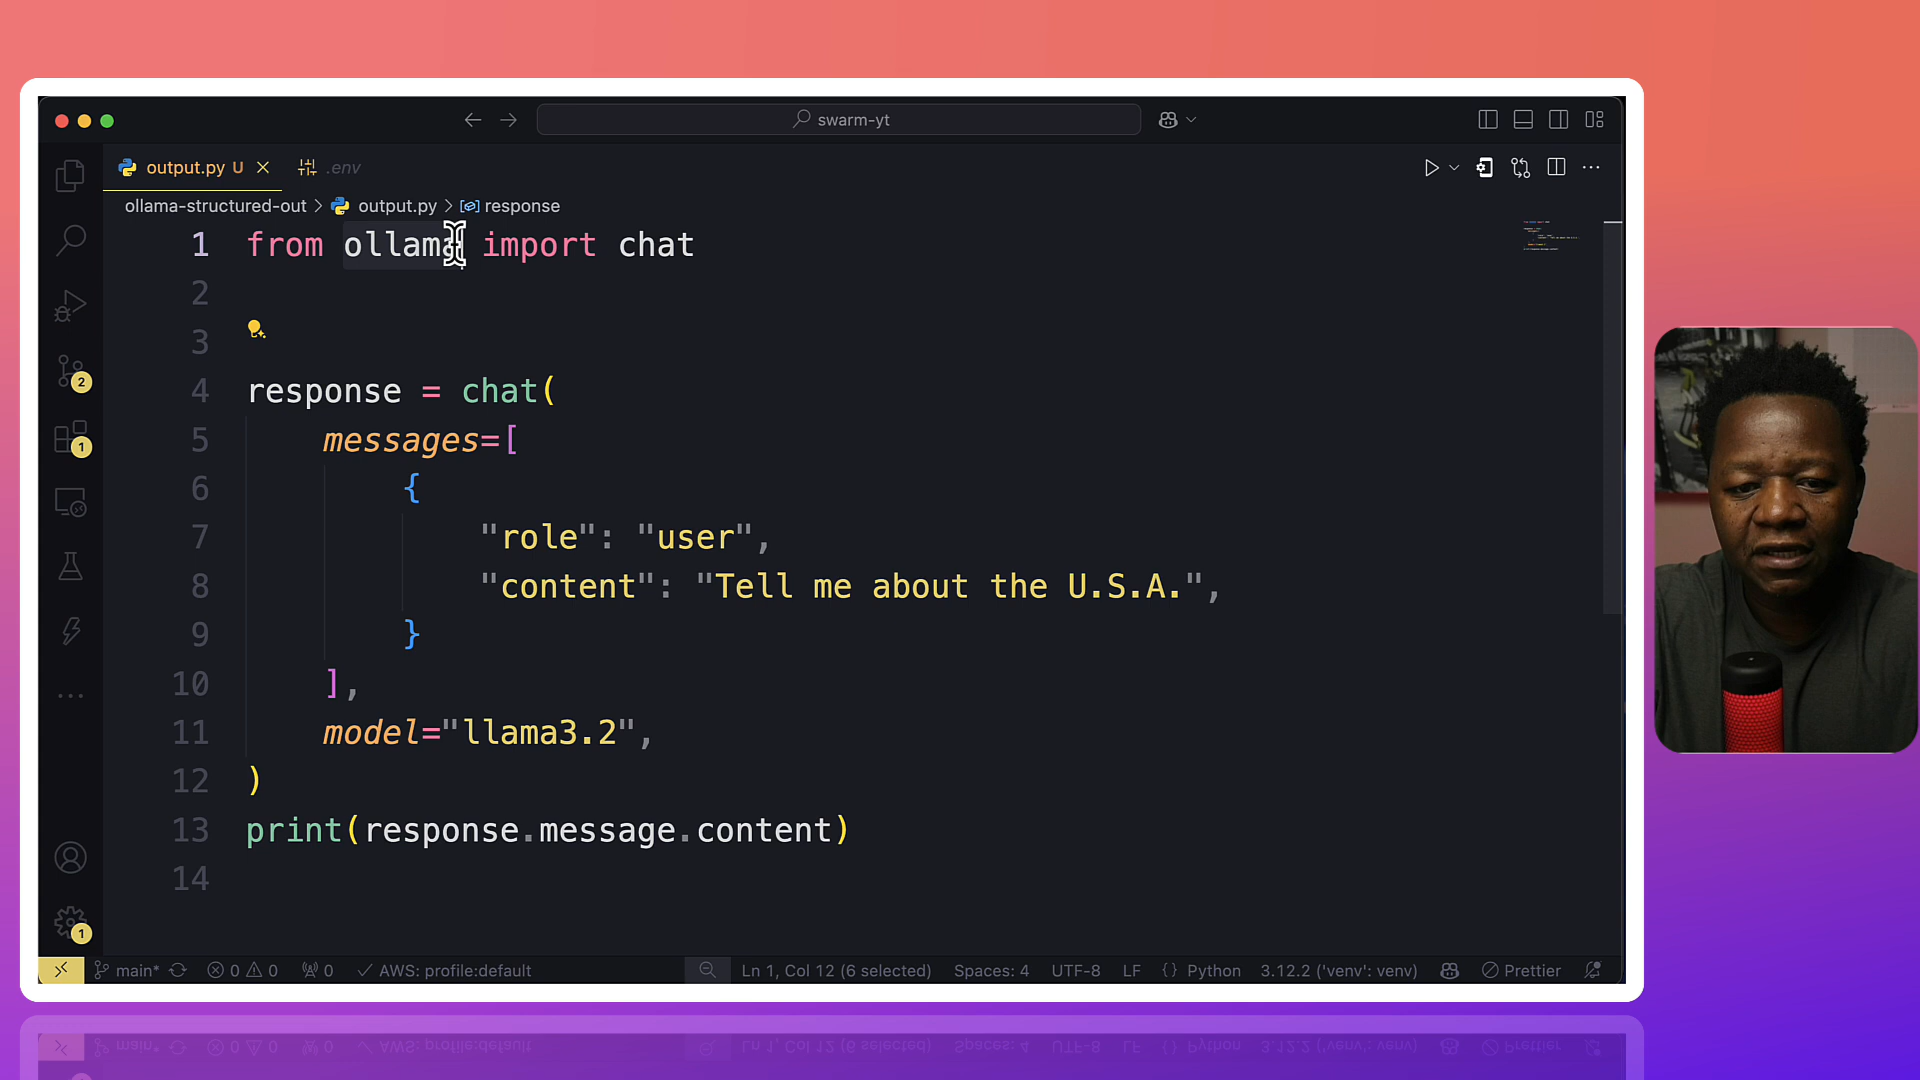 swarm-yt
output.py U
.env
ollama-structured-out > output.py > response
1 from ollama import chat
2
3
4 response = chat(
5 messages=[
6 {
7 "role": "user",
8 "content": "Tell me about the U.S.A.",
9 }
10 ],
11 model="llama3.2",
12 )
13 print(response.message.content)
14
2
1
1
main* 0 0 0 AWS: profile:default Ln 1, Col 12 (6 selected) Spaces: 4 UTF-8 LF {} Python 3.12.2 ('venv': venv) Prettier